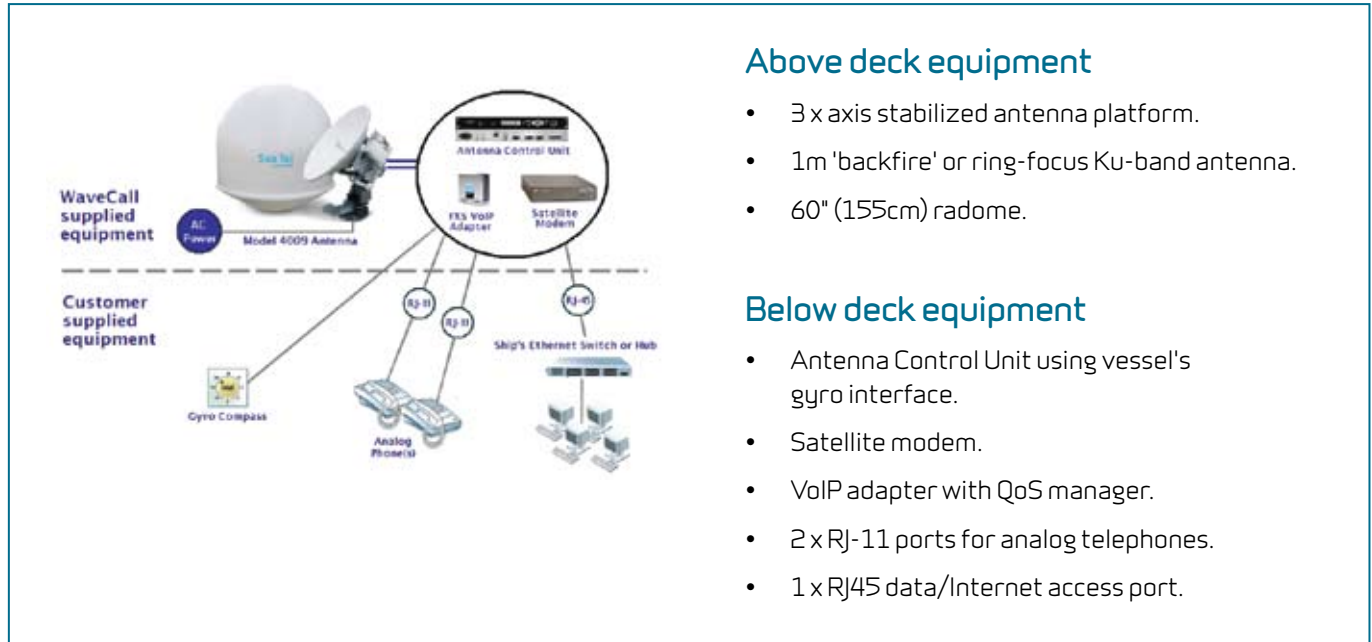 Sea Tel
Antenna Control Unit
FXS VoIP
Adapter
Satellite
Modem
WaveCall
supplied
equipment
AC
Power
Model 4009 Antenna
Customer
supplied
equipment
RJ-11
RJ-11
RJ-45
Ship's Ethernet Switch or Hub
Gyro Compass
Analog
Phone(s)
Above deck equipment
• 3 x axis stabilized antenna platform.
• 1m 'backfire' or ring-focus Ku-band antenna.
• 60" (155cm) radome.
Below deck equipment
• Antenna Control Unit using vessel's
gyro interface.
• Satellite modem.
• VoIP adapter with QoS manager.
• 2 x RJ-11 ports for analog telephones.
• 1 x RJ45 data/Internet access port.